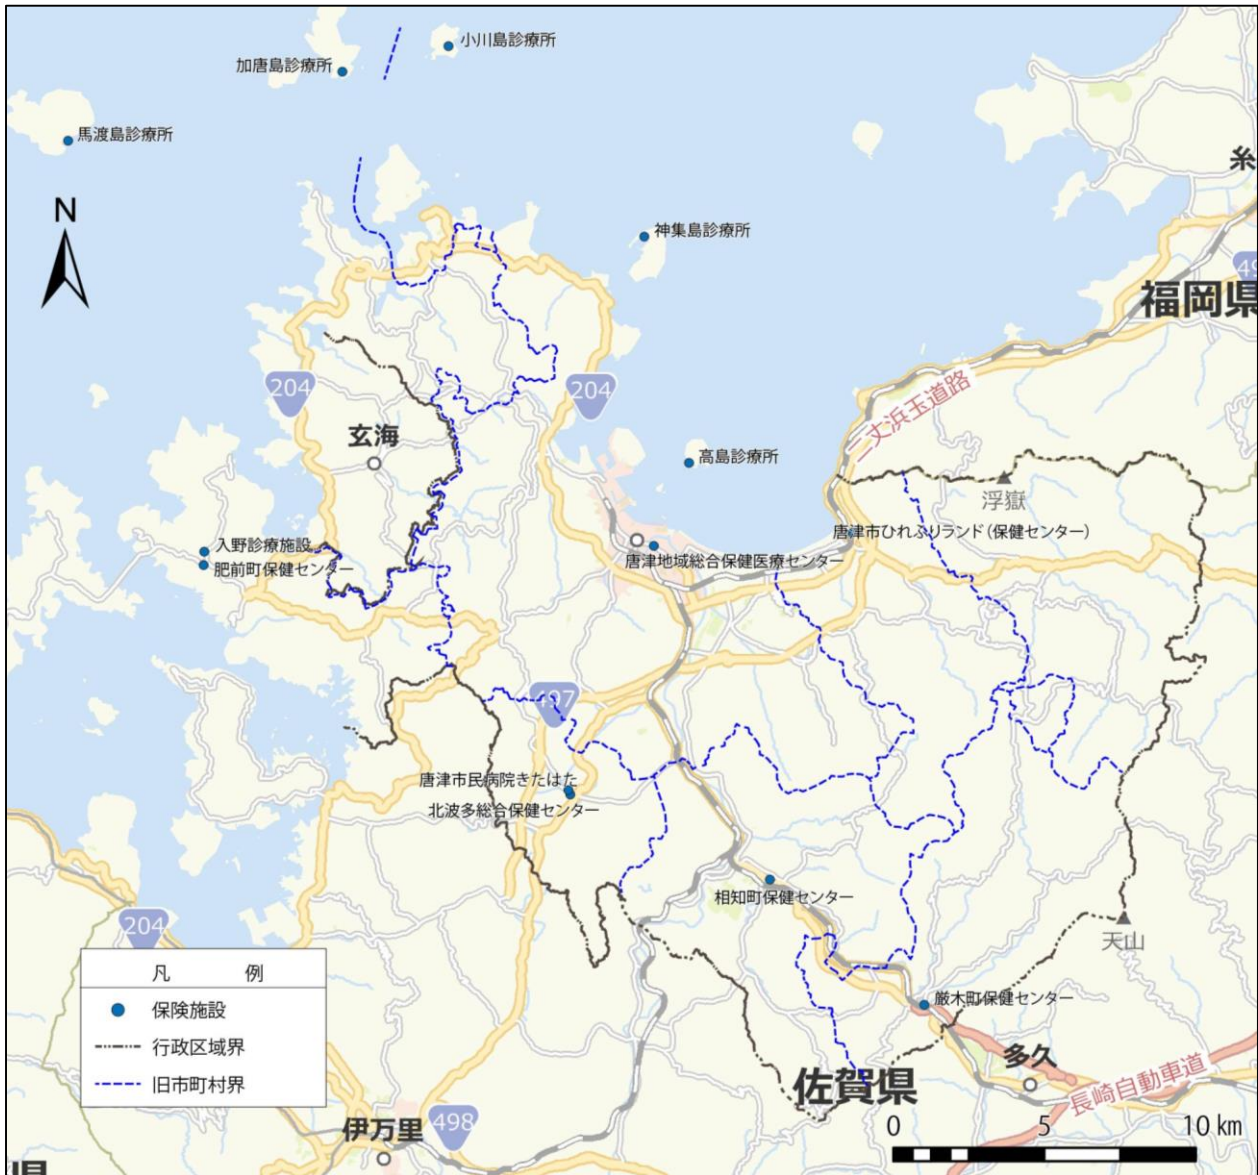 小川島診療所
加唐島診療所
馬渡島診療所
糸
N
神集島診療所
49
福岡県
204
204
二丈浜玉道路
玄海
高島診療所
浮嶽
唐津市ひれふりランド（保健センター）
入野診療施設
唐津地域総合保健医療センター
肥前町保健センター
497
唐津市民病院きたはた
北波多総合保健センター
相知町保健センター
204
天山
凡 例
保険施設
行政区域界
旧市町村界
厳木町保健センター
多久
佐賀県
長崎自動車道
伊万里
498
0 5 10 km
県